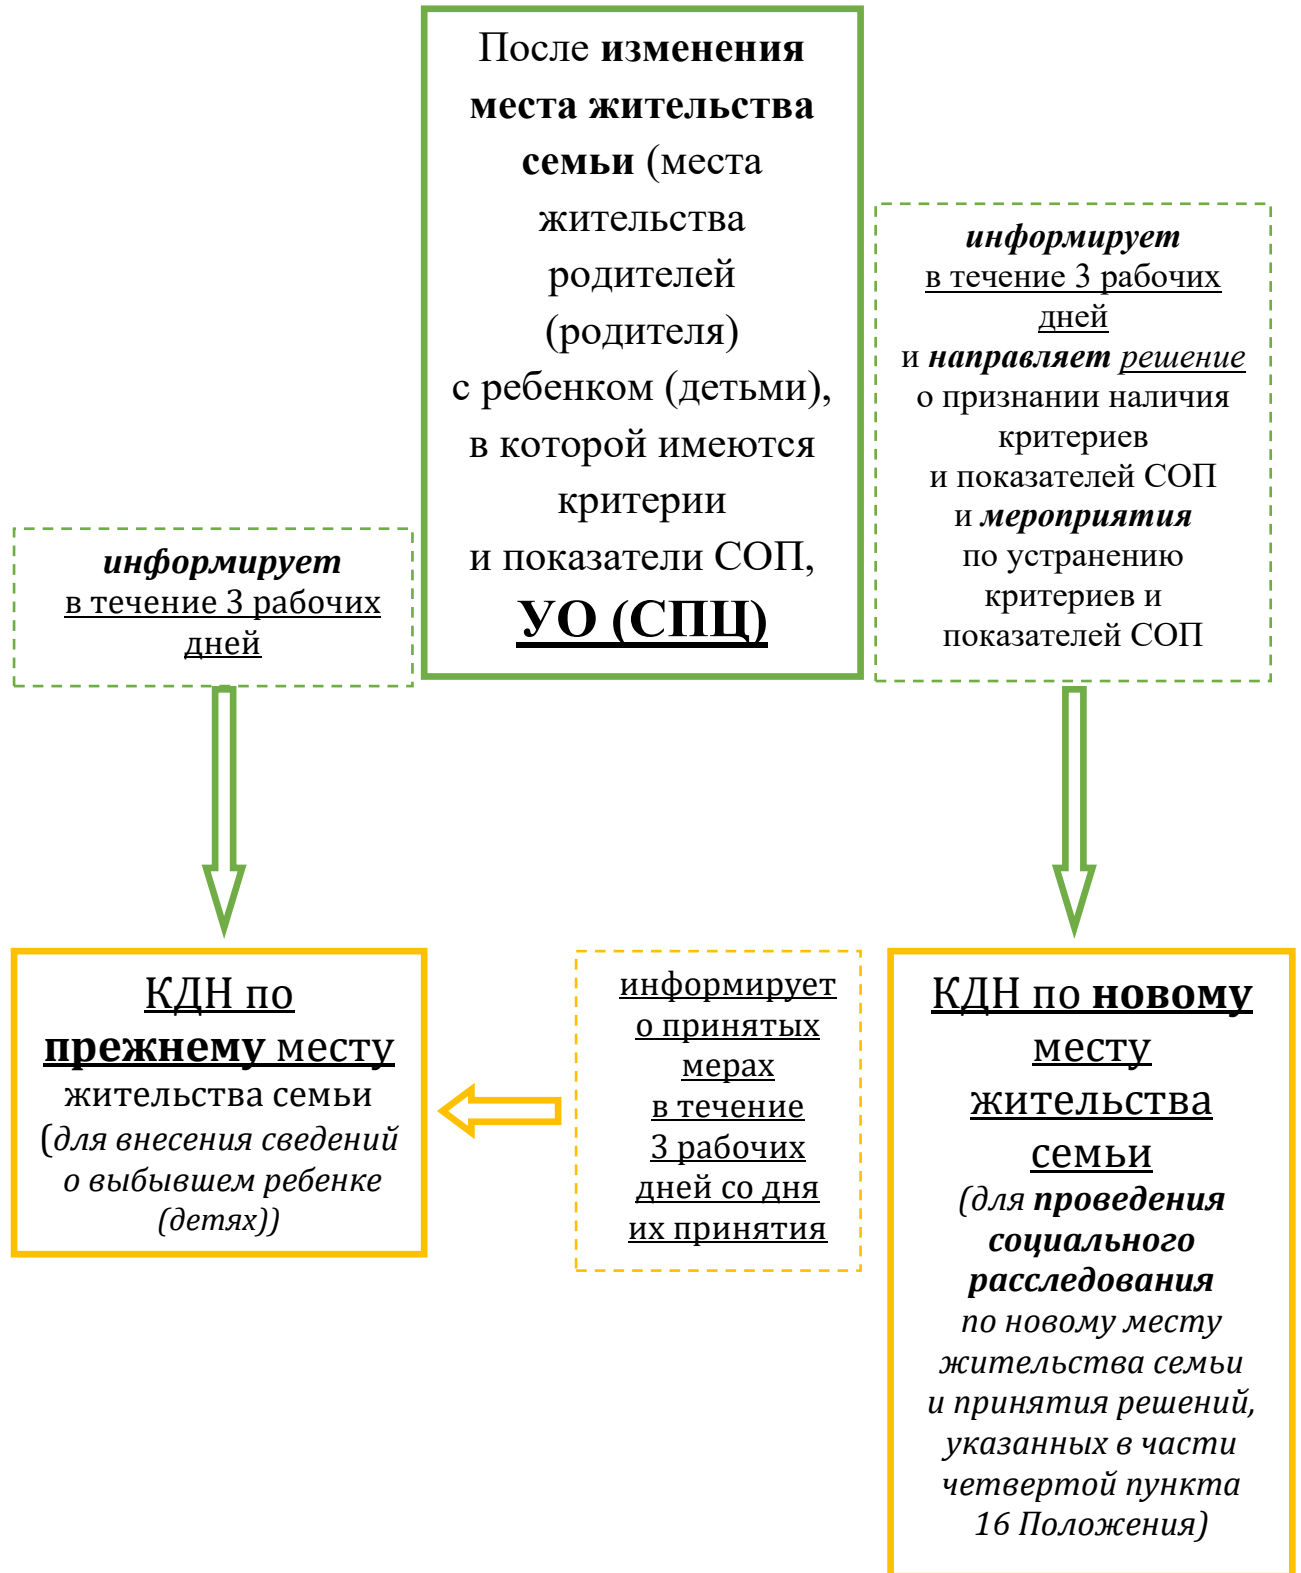 После изменения
места жительства
семьи (места
жительства
родителей
(родителя)
с ребенком (детьми),
в которой имеются
критерии
и показатели СОП,
УО (СПЦ)
информирует
в течение 3 рабочих
дней
информирует
в течение 3 рабочих
дней
и направляет решение
о признании наличия
критериев
и показателей СОП
и мероприятия
по устранению
критериев и
показателей СОП
КДН по
прежнему месту
жительства семьи
(для внесения сведений
о выбывшем ребенке
(детях))
информирует
о принятых
мерах
в течение
3 рабочих
дней со дня
их принятия
КДН по новому
месту
жительства
семьи
(для проведения
социального
расследования
по новому месту
жительства семьи
и принятия решений,
указанных в части
четвертой пункта
16 Положения)